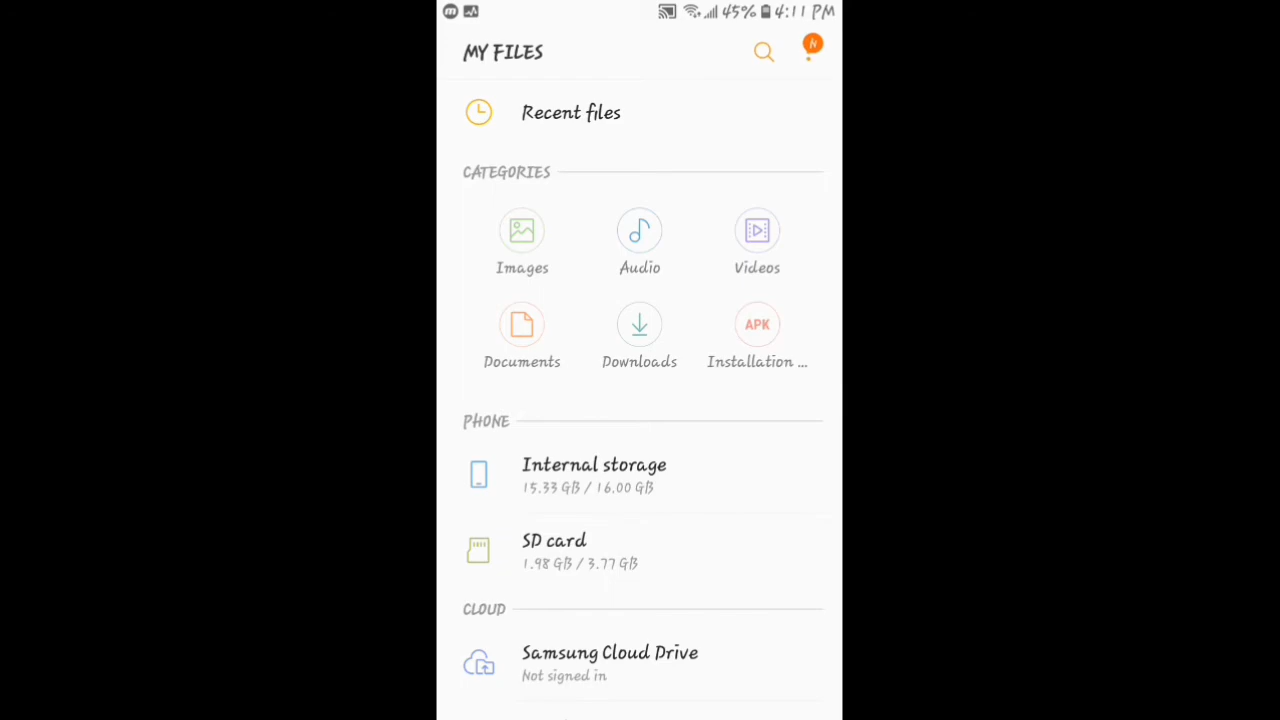 m 45% 4:11 PM
MY FILES N
Recent files
CATEGORIES
Images Audio Videos
APK
Documents Downloads Installation ...
PHONE
Internal storage
15.33 GB / 16.00 GB
SD card
1.98 GB / 3.77 GB
CLOUD
Samsung Cloud Drive
Not signed in